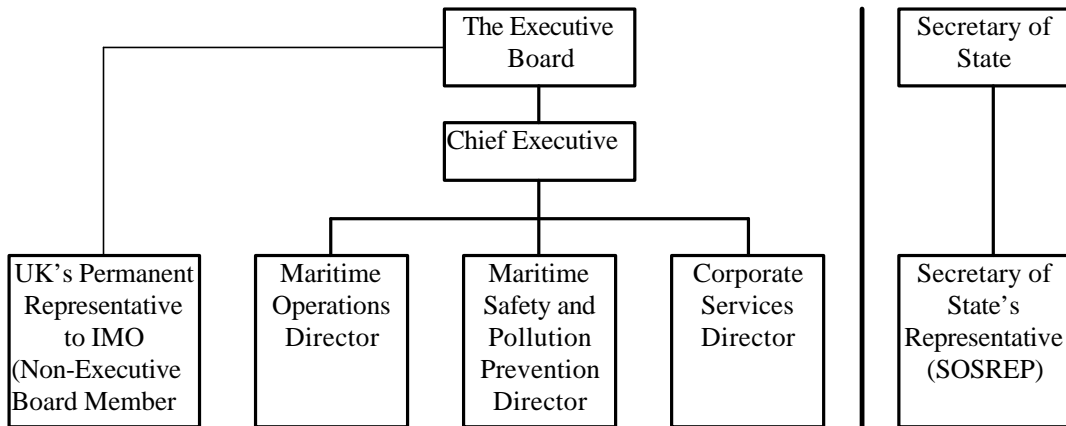 The Executive
Board
Secretary of
State
Chief Executive
UK’s Permanent
Representative
to IMO
(Non-Executive
Board Member
Maritime
Operations
Director
Maritime
Safety and
Pollution
Prevention
Director
Corporate
Services
Director
Secretary of
State’s
Representative
(SOSREP)